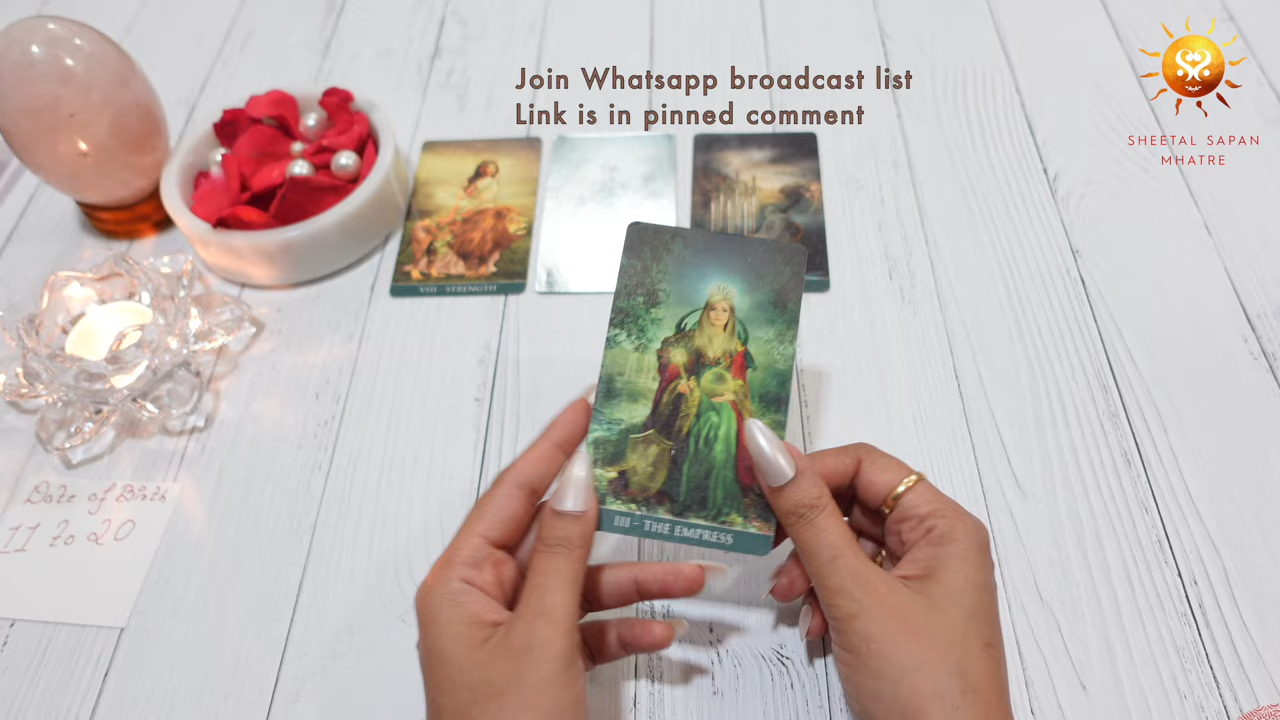 Join Whatsapp broadcast list
Link is in pinned comment
SHEETAL SAPAN
MHATRE
VIII - STRENGTH
III - THE EMPRESS
Date of Birth
11 to 20